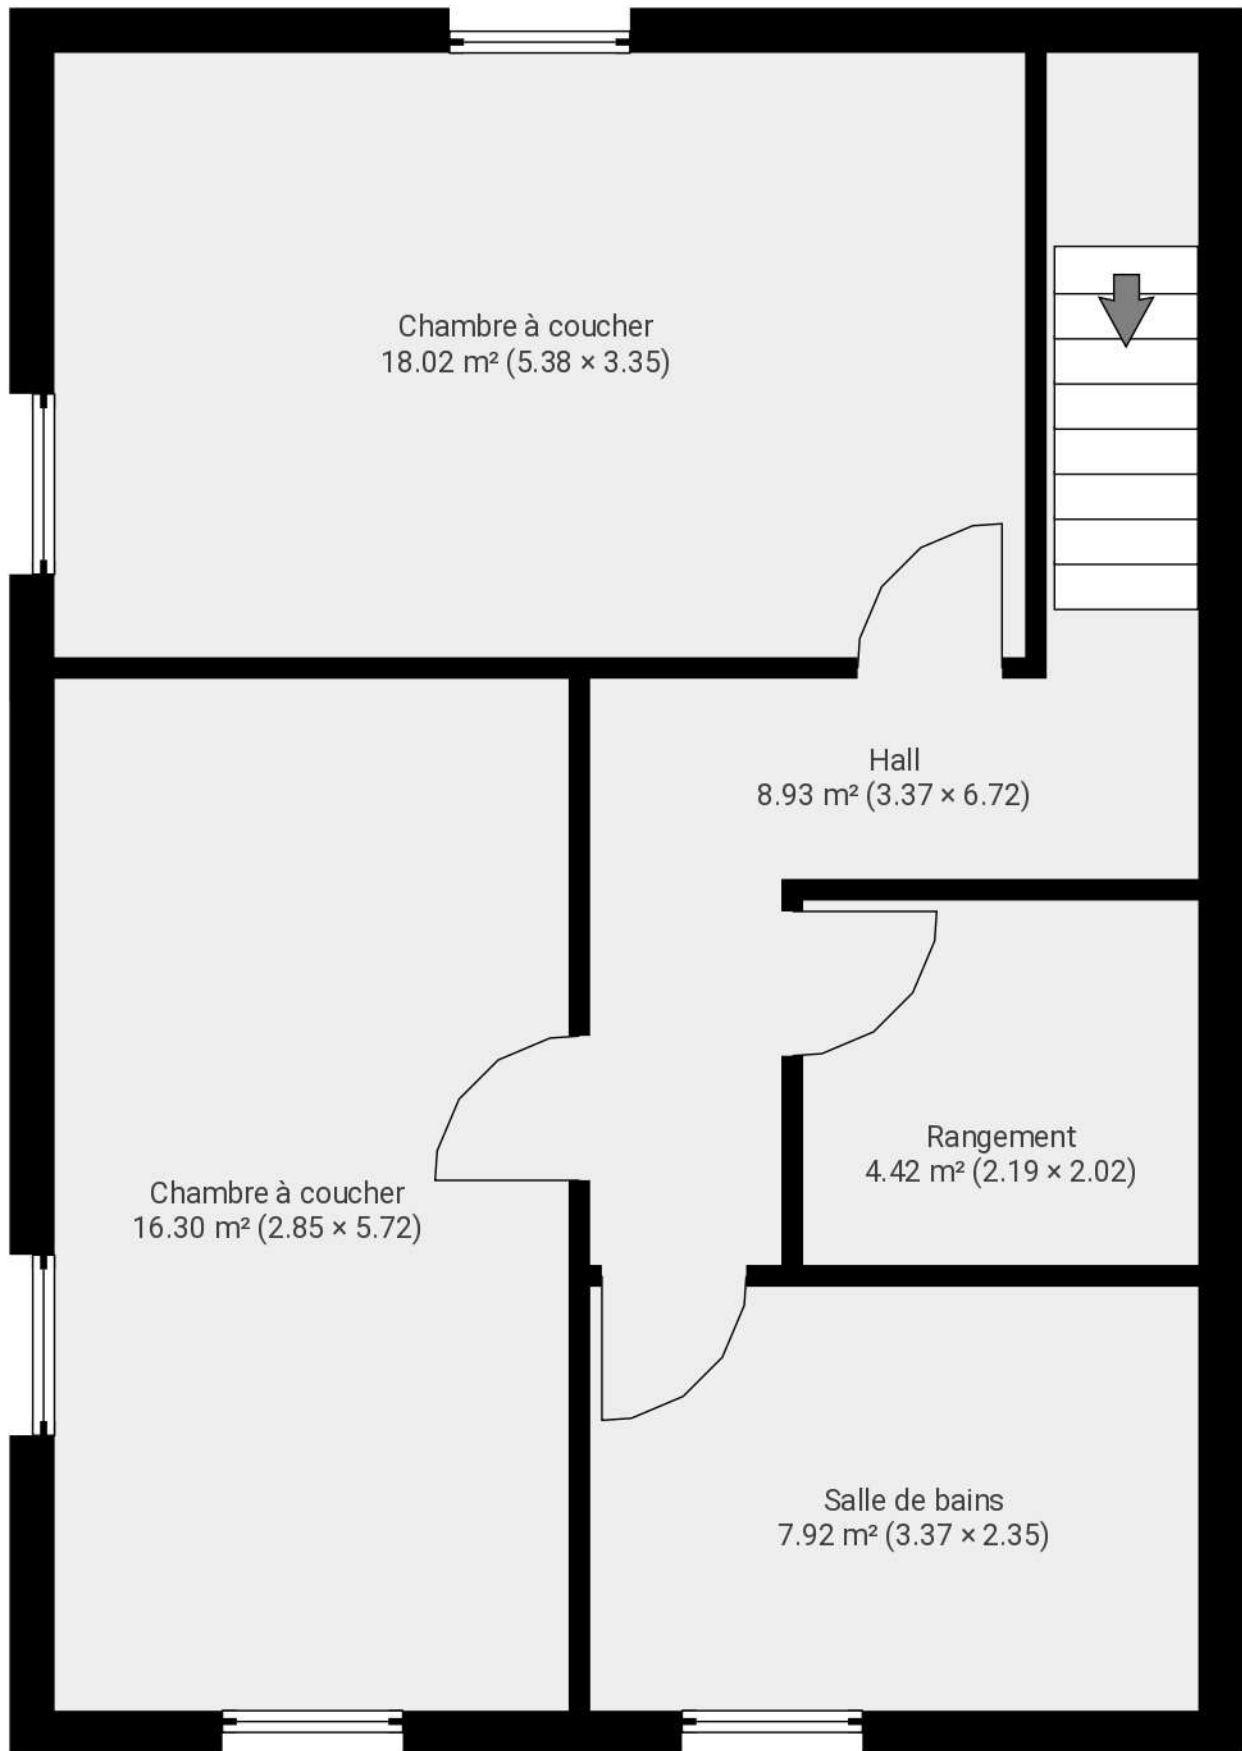 Chambre à coucher
18.02 m² (5.38 × 3.35)
Hall
8.93 m² (3.37 × 6.72)
Rangement
4.42 m² (2.19 × 2.02)
Chambre à coucher
16.30 m² (2.85 × 5.72)
Salle de bains
7.92 m² (3.37 × 2.35)